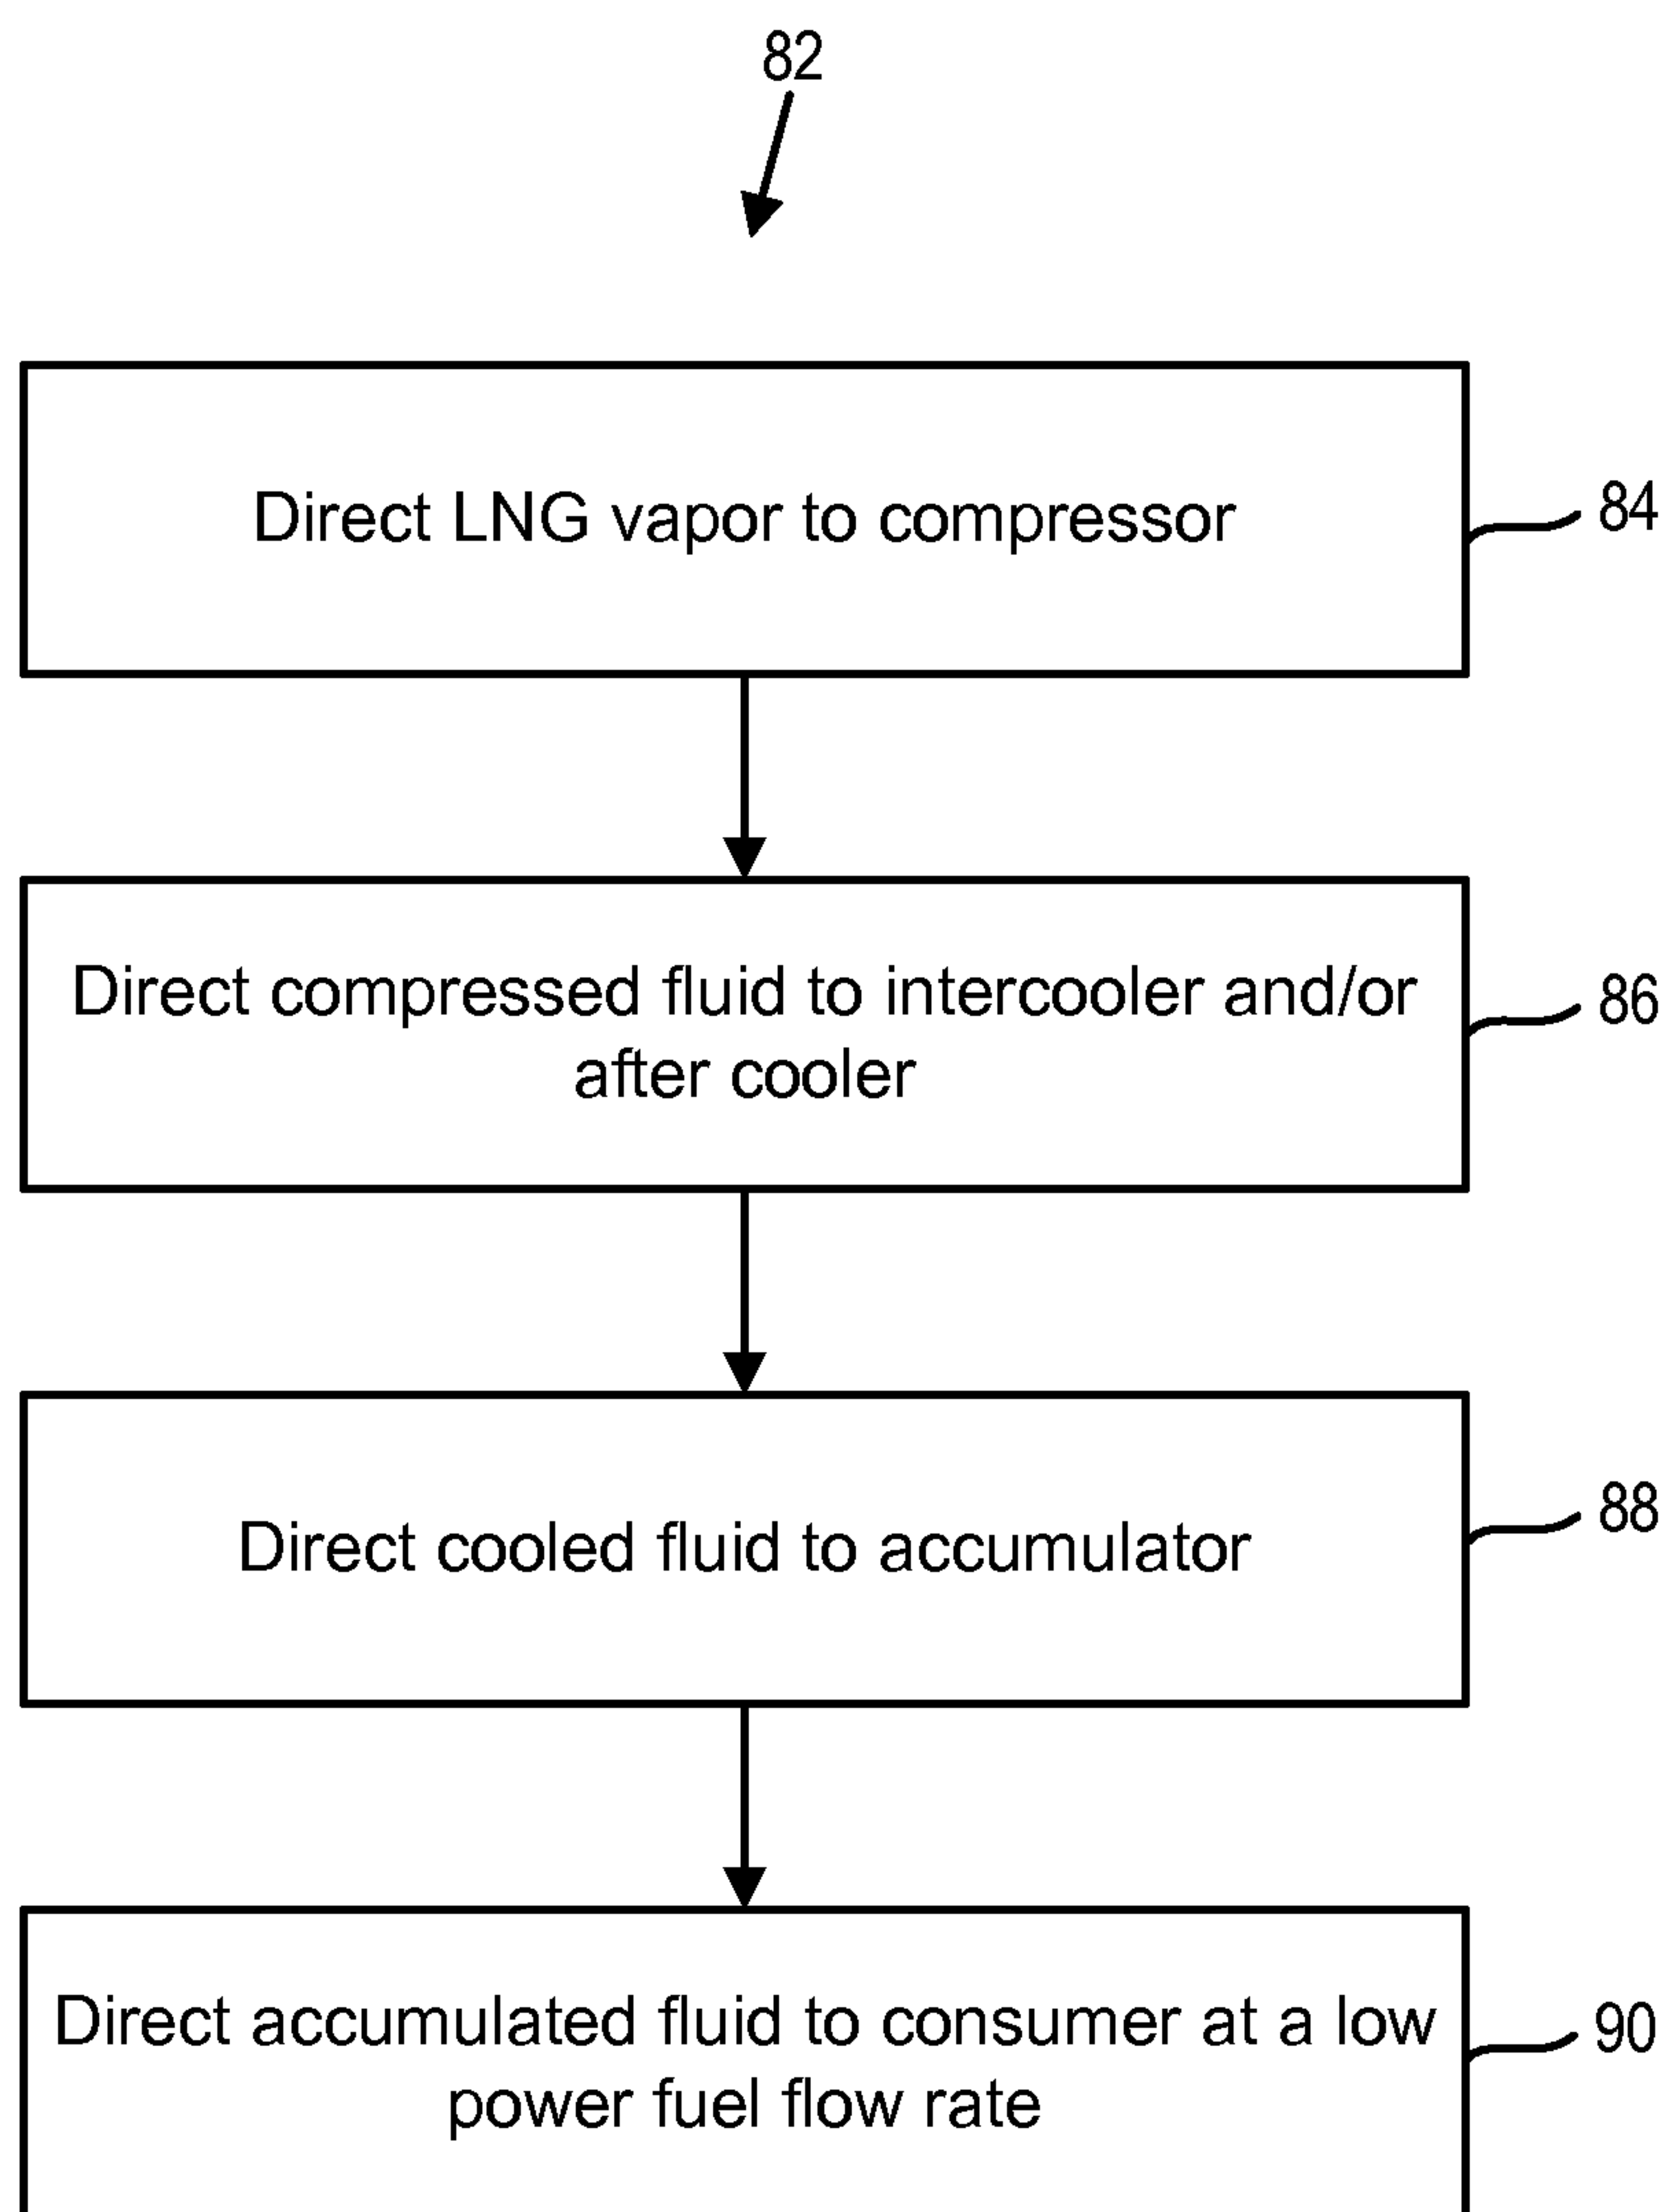 82
Direct LNG vapor to compressor
84
Direct compressed fluid to intercooler and/or
after cooler
86
Direct cooled fluid to accumulator
88
Direct accumulated fluid to consumer at a low
power fuel flow rate
90